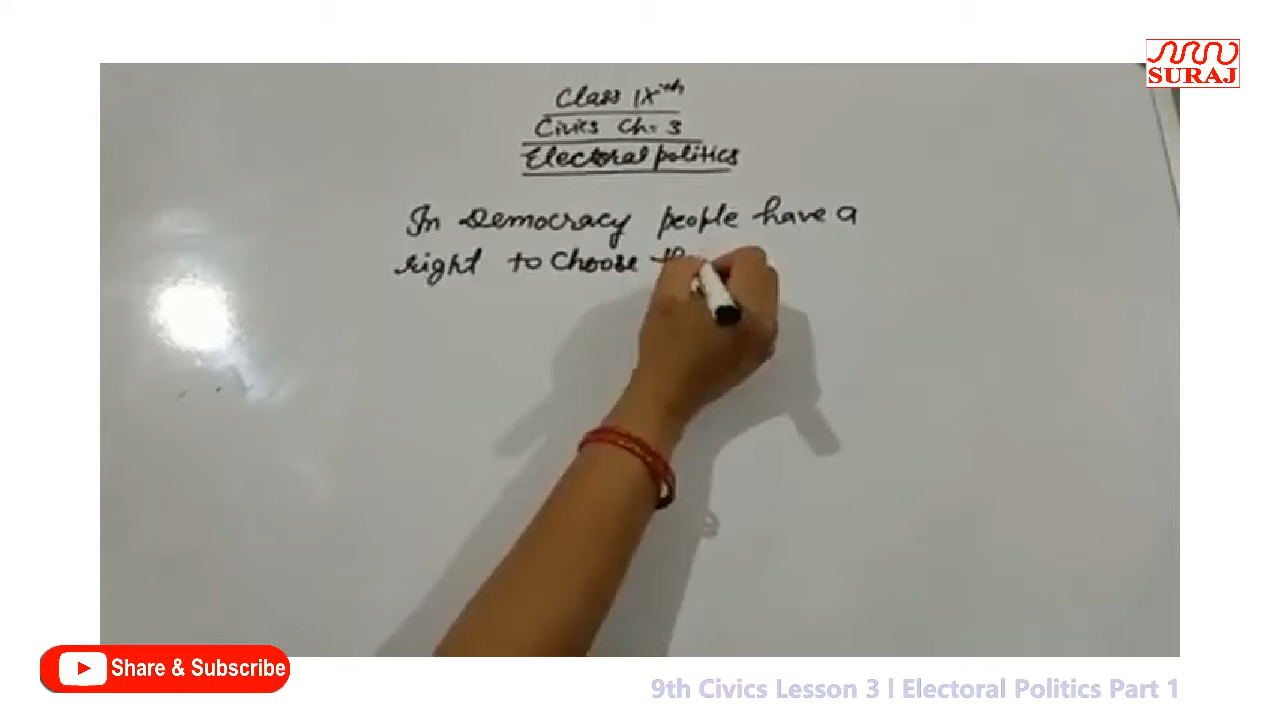 SURAJ
Class IXth
Civics Ch. 3
Electoral politics
In Democracy people have a
right to Choose
Share & Subscribe
9th Civics Lesson 3 l Electoral Politics Part 1